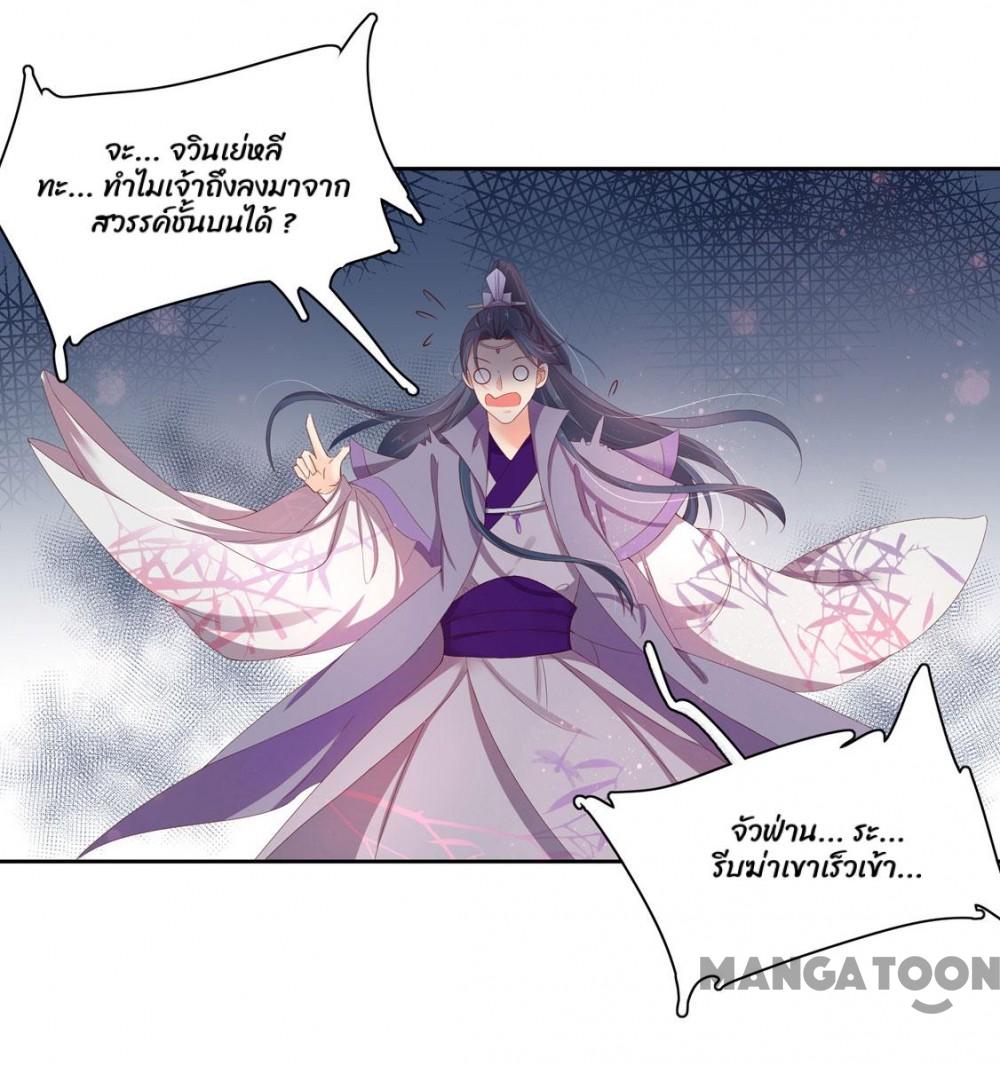 จะ... จวินเย่หลี
ทะ... ทำไมเจ้าถึงลงมาจาก
สวรรค์ชั้นบนได้ ?
จัวฟ่าน... ระ...
รีบฆ่าเขาเร็วเข้า...
MANGATOON